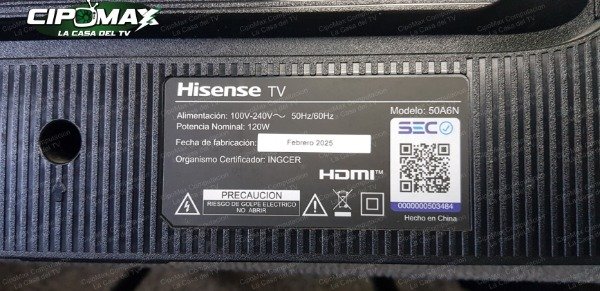 CIPOMAX
LA CASA DEL TV
Hisense TV
Modelo: 50A6N
Alimentación: 100V-240V～ 50Hz/60Hz
Potencia Nominal: 120W
Fecha de fabricación: Febrero 2025
Organismo Certificador: INGCER
SEC
HDMI™
PRECAUCION
RIESGO DE GOLPE ELECTRICO
NO ABRIR
0000000503484
Hecho en China